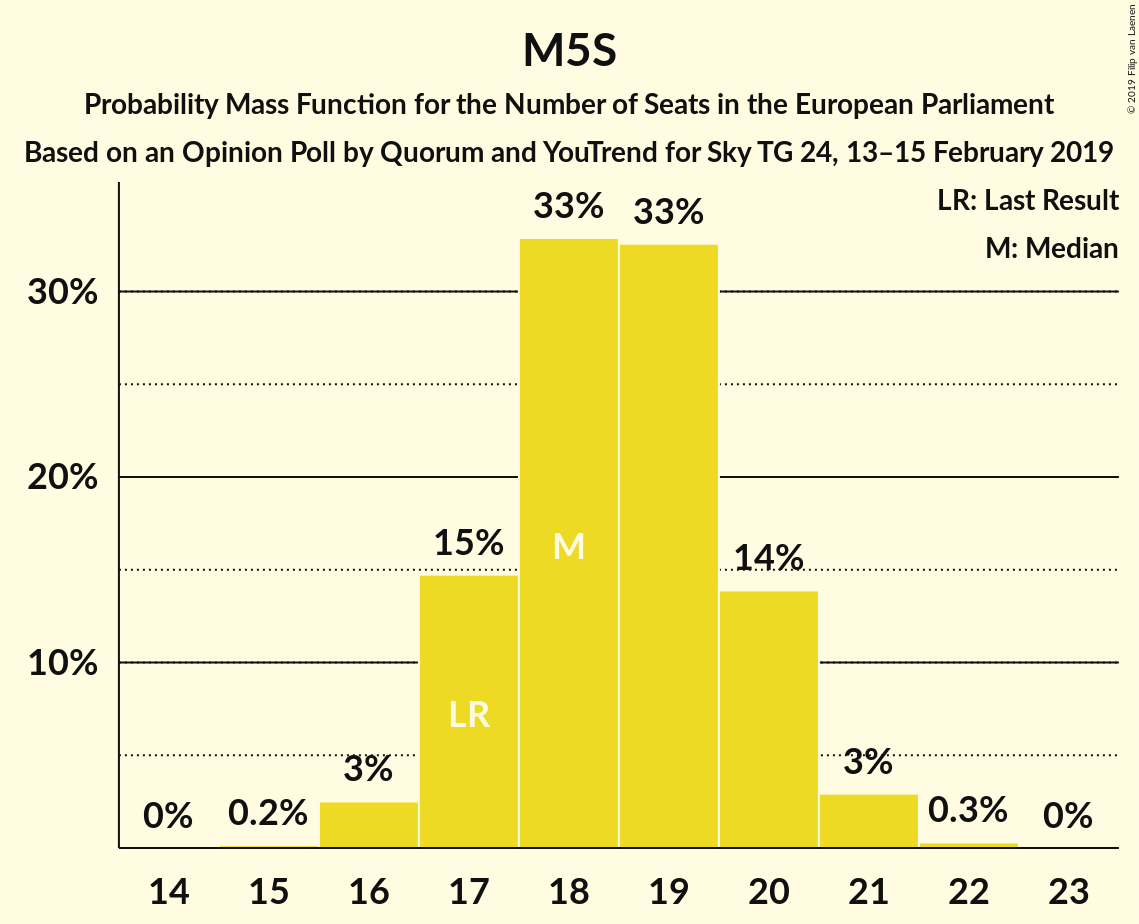 M5S
Probability Mass Function for the Number of Seats in the European Parliament
Based on an Opinion Poll by Quorum and YouTrend for Sky TG 24, 13–15 February 2019
© 2019 Filip van Laenen
LR: Last Result
M: Median
33%
33%
30%
20%
15%
M
14%
10%
LR
3%
3%
0%
0.2%
0.3%
0%
14 15 16 17 18 19 20 21 22 23